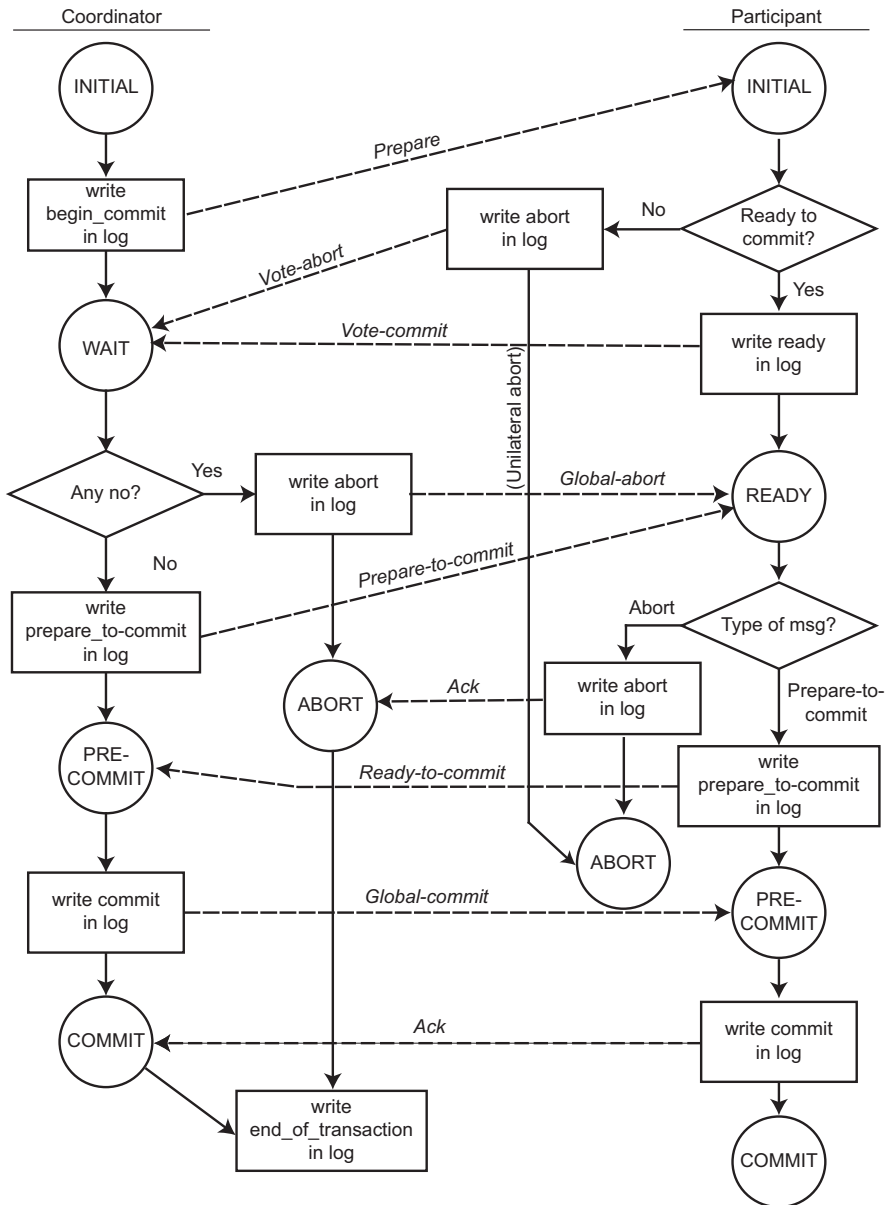 Coordinator
Participant
INITIAL
INITIAL
Prepare
write
begin_commit
in log
write abort
in log
No
Ready to
commit?
Vote-abort
Yes
WAIT
Vote-commit
write ready
in log
(Unilateral abort)
Any no?
Yes
write abort
in log
Global-abort
READY
No
Prepare-to-commit
write
prepare_to-commit
in log
Abort
Type of msg?
ABORT
Ack
write abort
in log
Prepare-to-
commit
PRE-
COMMIT
Ready-to-commit
write
prepare_to-commit
in log
ABORT
write commit
in log
Global-commit
PRE-
COMMIT
COMMIT
Ack
write commit
in log
write
end_of_transaction
in log
COMMIT